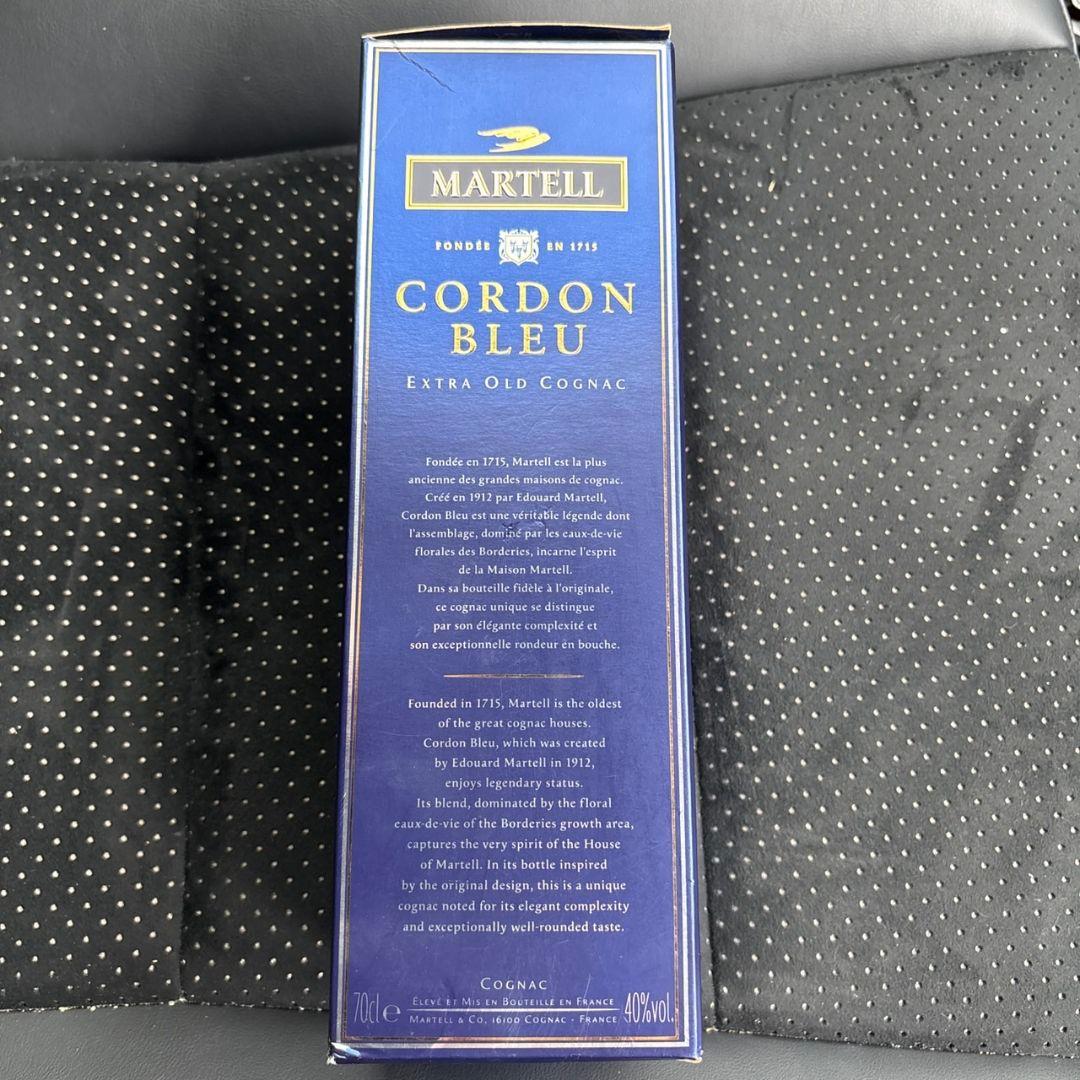 MARTELL
FONDÉE EN 1715
CORDON
BLEU
EXTRA OLD COGNAC
Fondée en 1715, Martell est la plus
ancienne des grandes maisons de cognac.
Créé en 1912 par Edouard Martell,
Cordon Bleu est une véritable légende dont
l'assemblage, dominé par les eaux-de-vie
florales des Borderies, incarne l'esprit
de la Maison Martell.
Dans sa bouteille fidèle à l'originale,
ce cognac unique se distingue
par son élégante complexité et
son exceptionnelle rondeur en bouche.
Founded in 1715, Martell is the oldest
of the great cognac houses.
Cordon Bleu, which was created
by Edouard Martell in 1912,
enjoys legendary status.
Its blend, dominated by the floral
eaux-de-vie of the Borderies growth area,
captures the very spirit of the House
of Martell. In its bottle inspired
by the original design, this is a unique
cognac noted for its elegant complexity
and exceptionally well-rounded taste.
COGNAC
ÉLEVÉ ET MIS EN BOUTEILLE EN FRANCE
70cl e MARTELL & CO, 16100 COGNAC - FRANCE 40%vol.